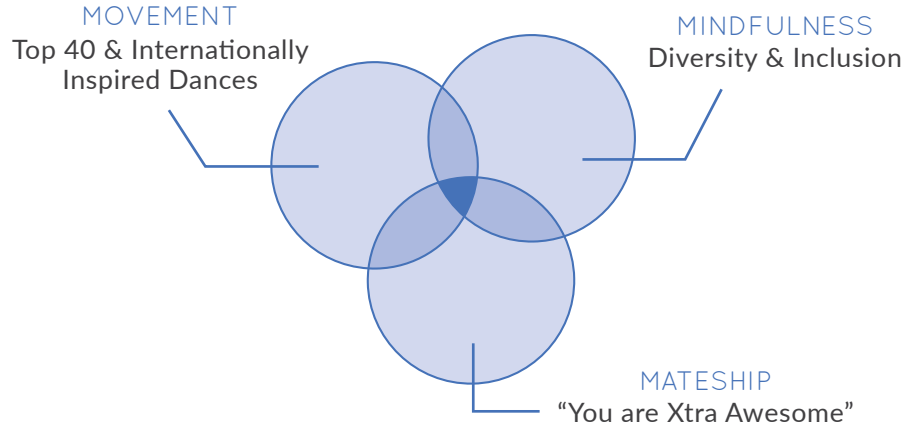 MOVEMENT
Top 40 & Internationally
Inspired Dances
MINDFULNESS
Diversity & Inclusion
MATESHIP
“You are Xtra Awesome”